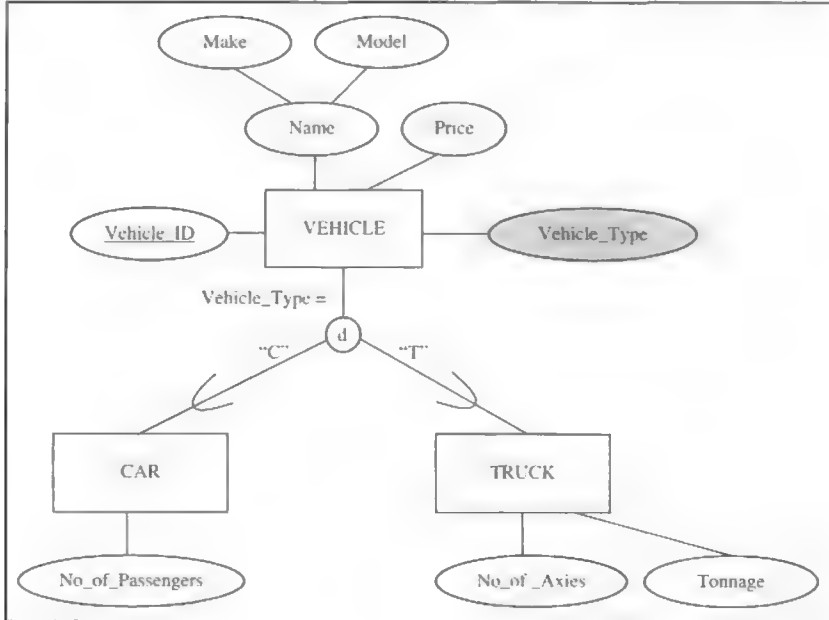 Make Model
Name Price
Vehicle_ID VEHICLE Vehicle_Type
Vehicle_Type =
d
“C” “T”
CAR TRUCK
No_of_Passengers No_of _Axies Tonnage